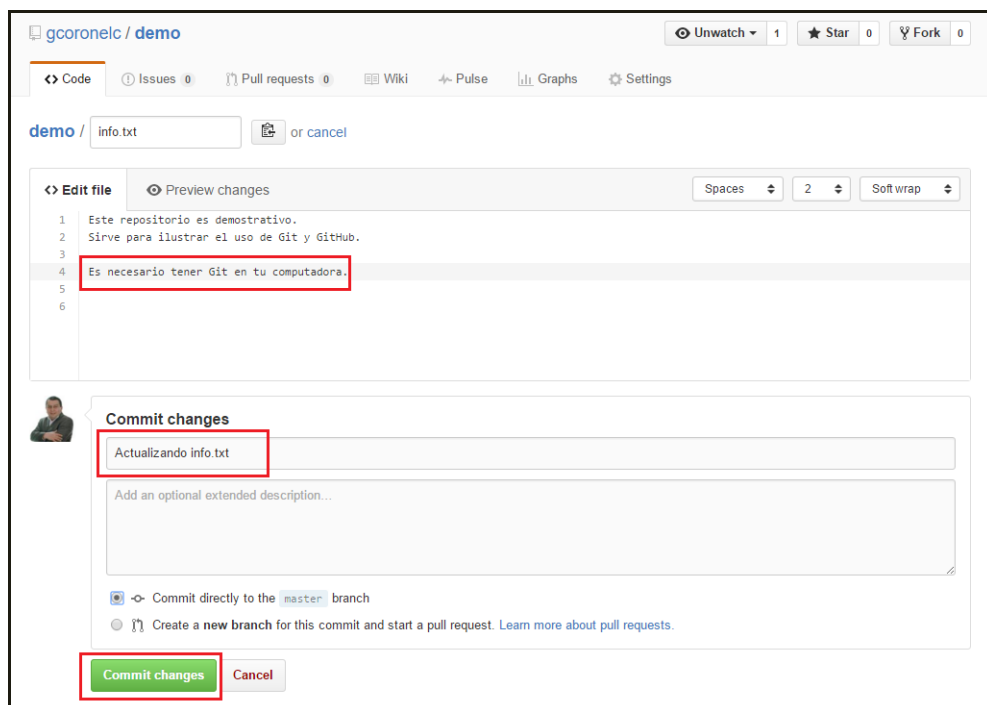 gcoronelc / demo
Unwatch 1 Star 0 Fork 0
Code Issues 0 Pull requests 0 Wiki Pulse Graphs Settings
demo / info.txt or cancel
Edit file Preview changes Spaces 2 Soft wrap
1 Este repositorio es demostrativo.
2 Sirve para ilustrar el uso de Git y GitHub.
3
4 Es necesario tener Git en tu computadora.
5
6
Commit changes
Actualizando info.txt
Add an optional extended description...
Commit directly to the master branch
Create a new branch for this commit and start a pull request. Learn more about pull requests.
Commit changes Cancel